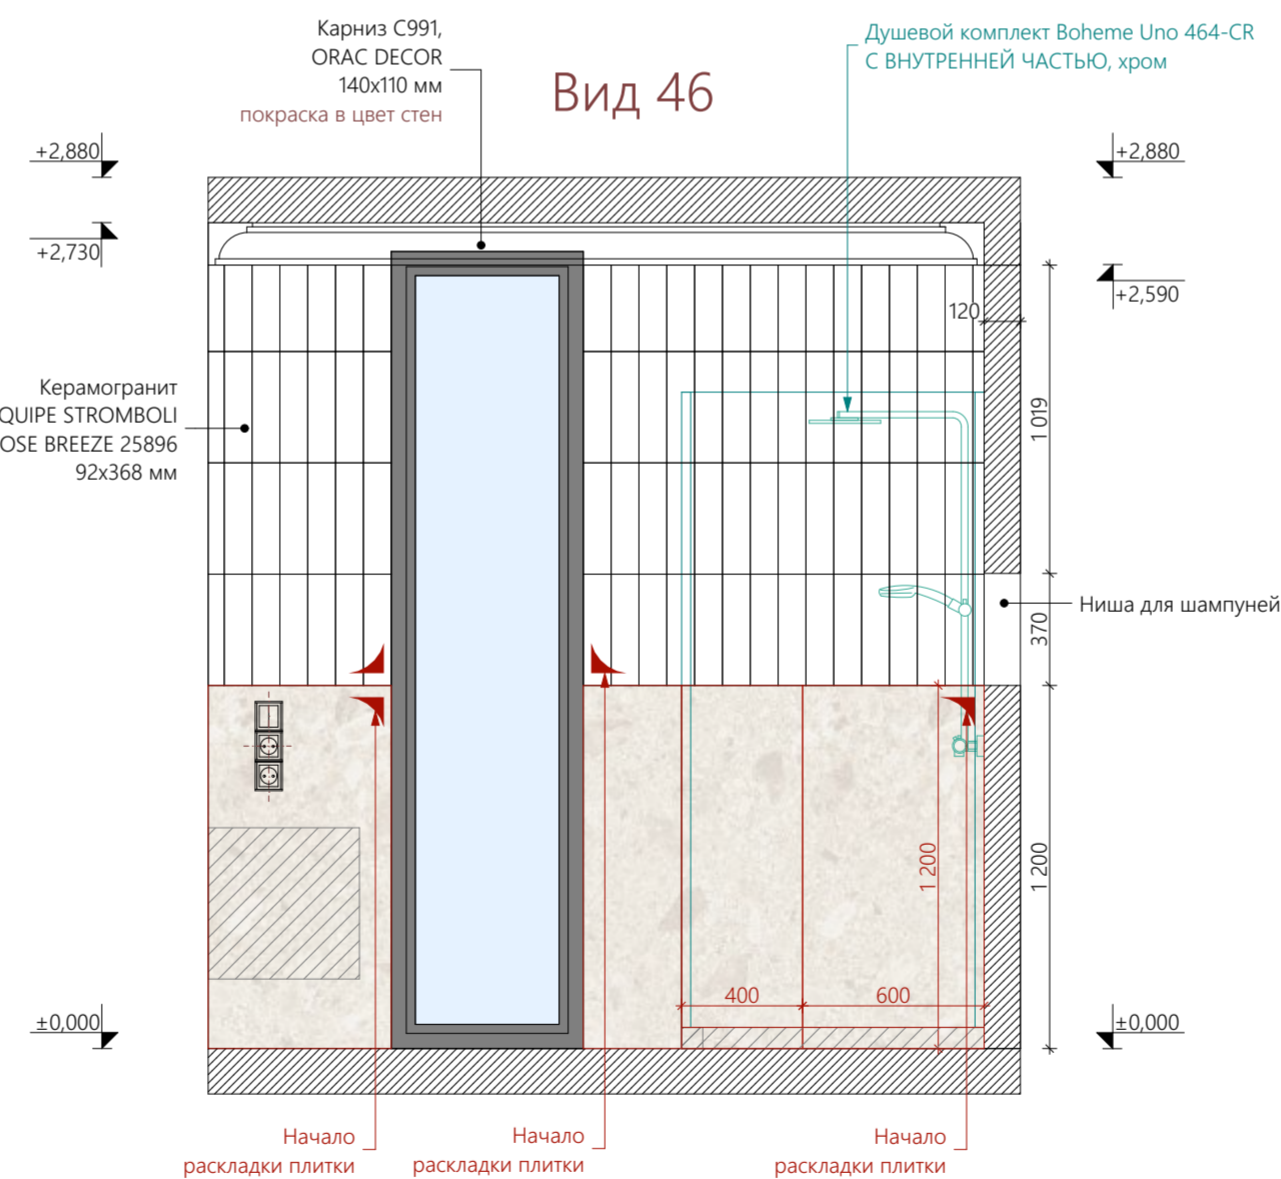 Карниз С991,
ORAC DECOR
140х110 мм
покраска в цвет стен
Вид 46
Душевой комплект Boheme Uno 464-CR
С ВНУТРЕННЕЙ ЧАСТЬЮ, хром
+2,880
+2,880
+2,730
+2,590
120
Керамогранит
QUIPE STROMBOLI
OSE BREEZE 25896
92х368 мм
1 019
370
Ниша для шампуней
1 200
1 200
400
600
±0,000
±0,000
Начало
раскладки плитки
Начало
раскладки плитки
Начало
раскладки плитки